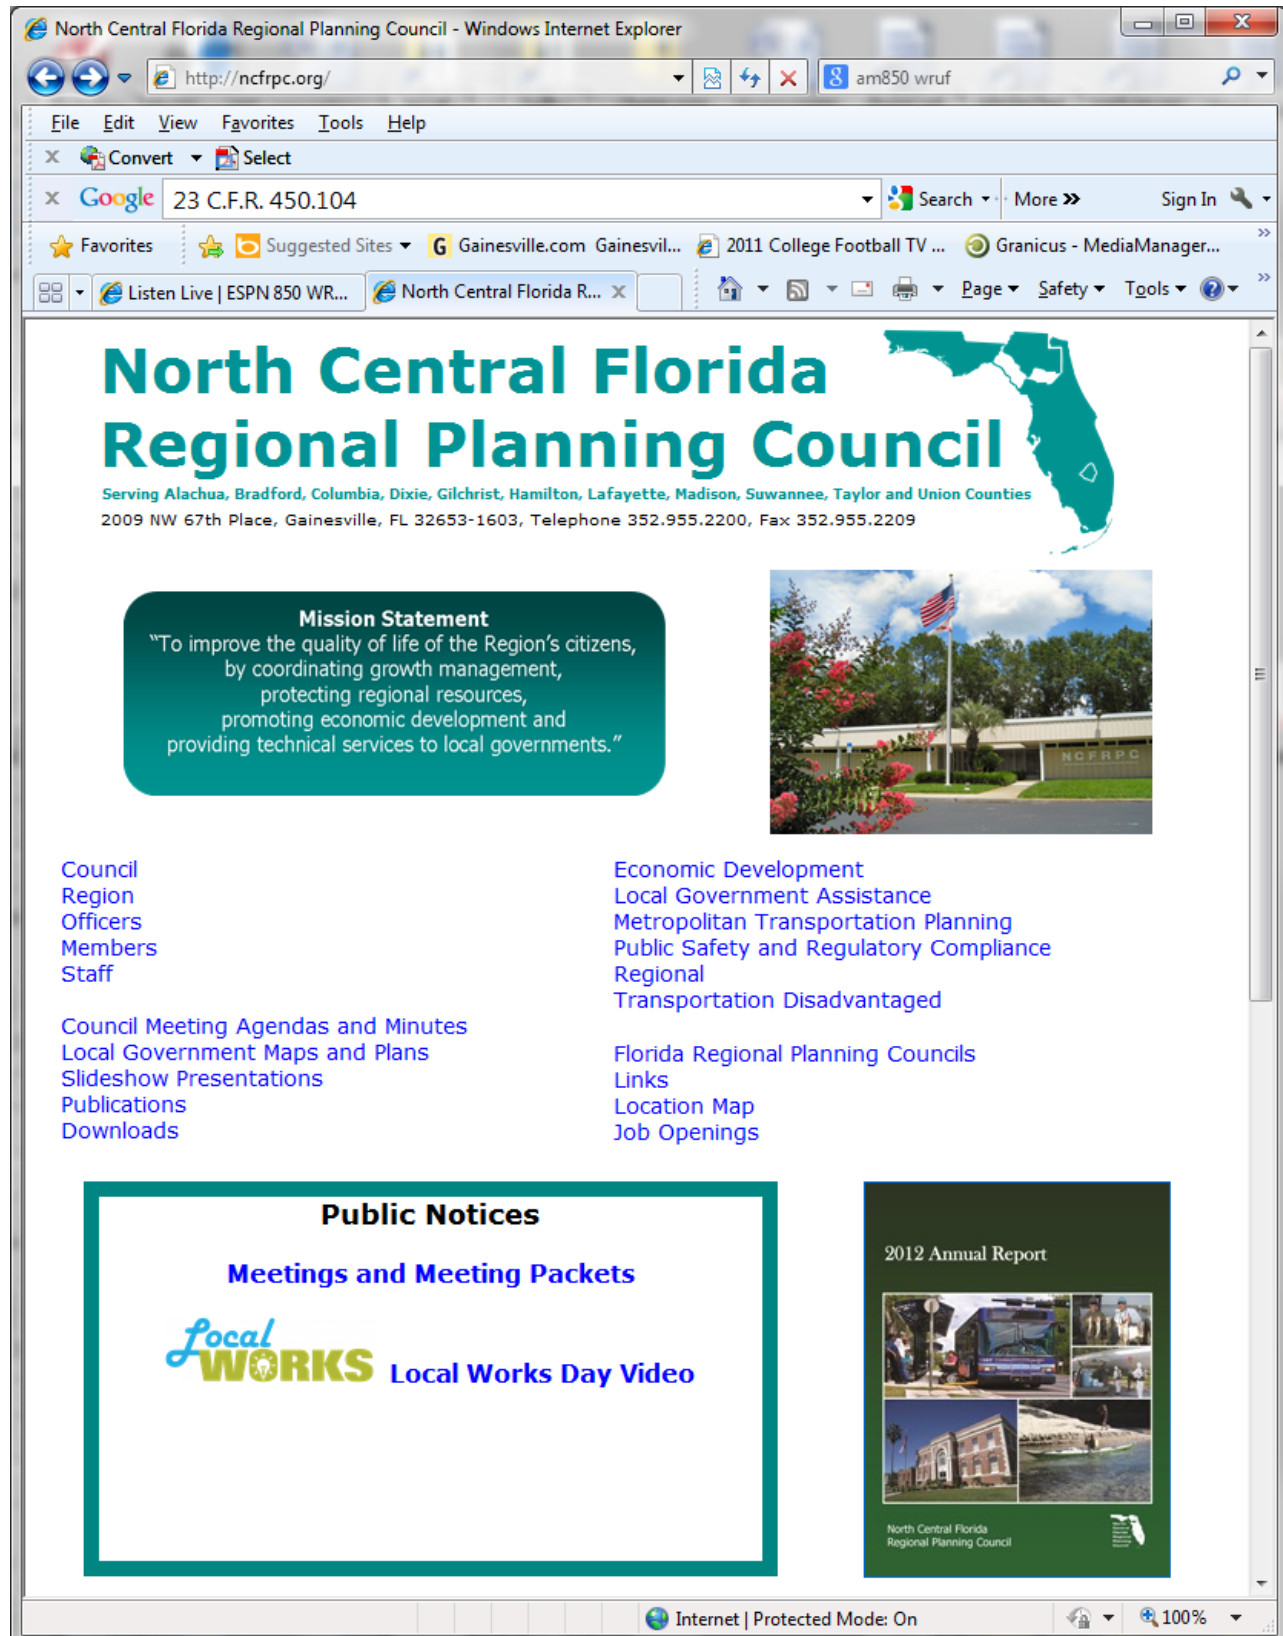 North Central Florida Regional Planning Council - Windows Internet Explorer
http://ncfrpc.org/
am850 wruf
File Edit View Favorites Tools Help
Convert Select
Google 23 C.F.R. 450.104 Search More Sign In
Favorites Suggested Sites Gainesville.com Gainesvil... 2011 College Football TV ... Granicus - MediaManager...
Listen Live | ESPN 850 WR... North Central Florida R... Page Safety Tools
North Central Florida
Regional Planning Council
Serving Alachua, Bradford, Columbia, Dixie, Gilchrist, Hamilton, Lafayette, Madison, Suwannee, Taylor and Union Counties
2009 NW 67th Place, Gainesville, FL 32653-1603, Telephone 352.955.2200, Fax 352.955.2209
Mission Statement
“To improve the quality of life of the Region’s citizens,
by coordinating growth management,
protecting regional resources,
promoting economic development and
providing technical services to local governments.”
NCFRPC
Council
Region
Officers
Members
Staff
Council Meeting Agendas and Minutes
Local Government Maps and Plans
Slideshow Presentations
Publications
Downloads
Economic Development
Local Government Assistance
Metropolitan Transportation Planning
Public Safety and Regulatory Compliance
Regional
Transportation Disadvantaged
Florida Regional Planning Councils
Links
Location Map
Job Openings
Public Notices
Meetings and Meeting Packets
Local
WORKS
Local Works Day Video
2012 Annual Report
North Central Florida
Regional Planning Council
Internet | Protected Mode: On
100%